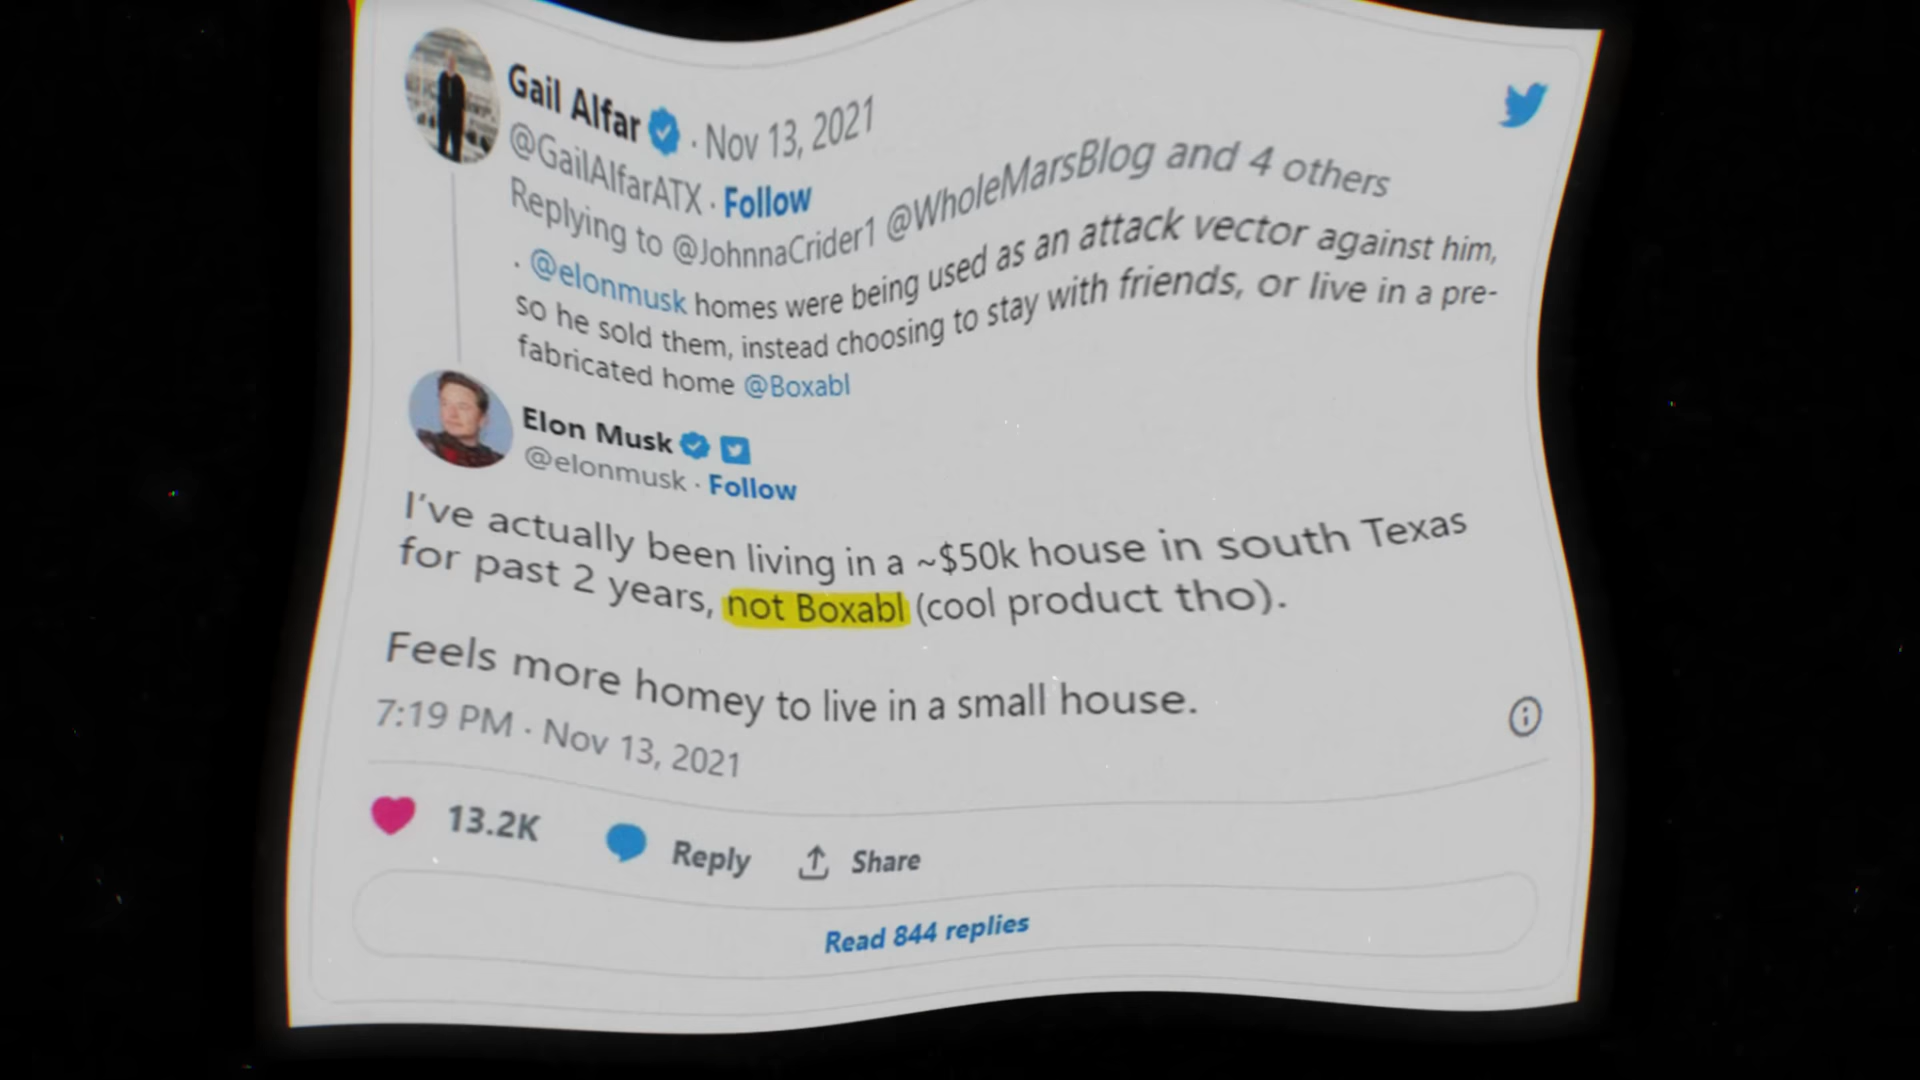 Gail Alfar · Nov 13, 2021
@GailAlfarATX · Follow
Replying to @JohnnaCrider1 @WholeMarsBlog and 4 others
. @elonmusk homes were being used as an attack vector against him,
so he sold them, instead choosing to stay with friends, or live in a pre-
fabricated home @Boxabl
Elon Musk
@elonmusk · Follow
I've actually been living in a ~$50k house in south Texas
for past 2 years, not Boxabl (cool product tho).
Feels more homey to live in a small house.
7:19 PM · Nov 13, 2021
13.2K Reply Share
Read 844 replies